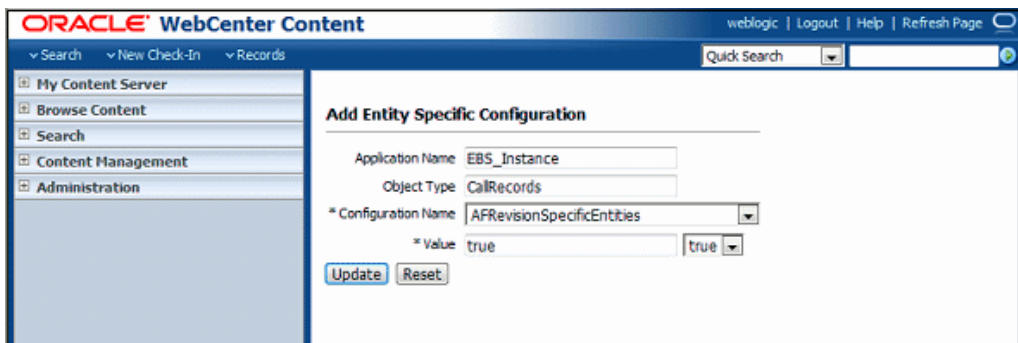 ORACLE WebCenter Content
weblogic | Logout | Help | Refresh Page
Search New Check-In Records
Quick Search
My Content Server
Browse Content
Search
Content Management
Administration
Add Entity Specific Configuration
Application Name EBS_Instance
Object Type CallRecords
* Configuration Name AFRevisionSpecificEntities
* Value true true
Update Reset